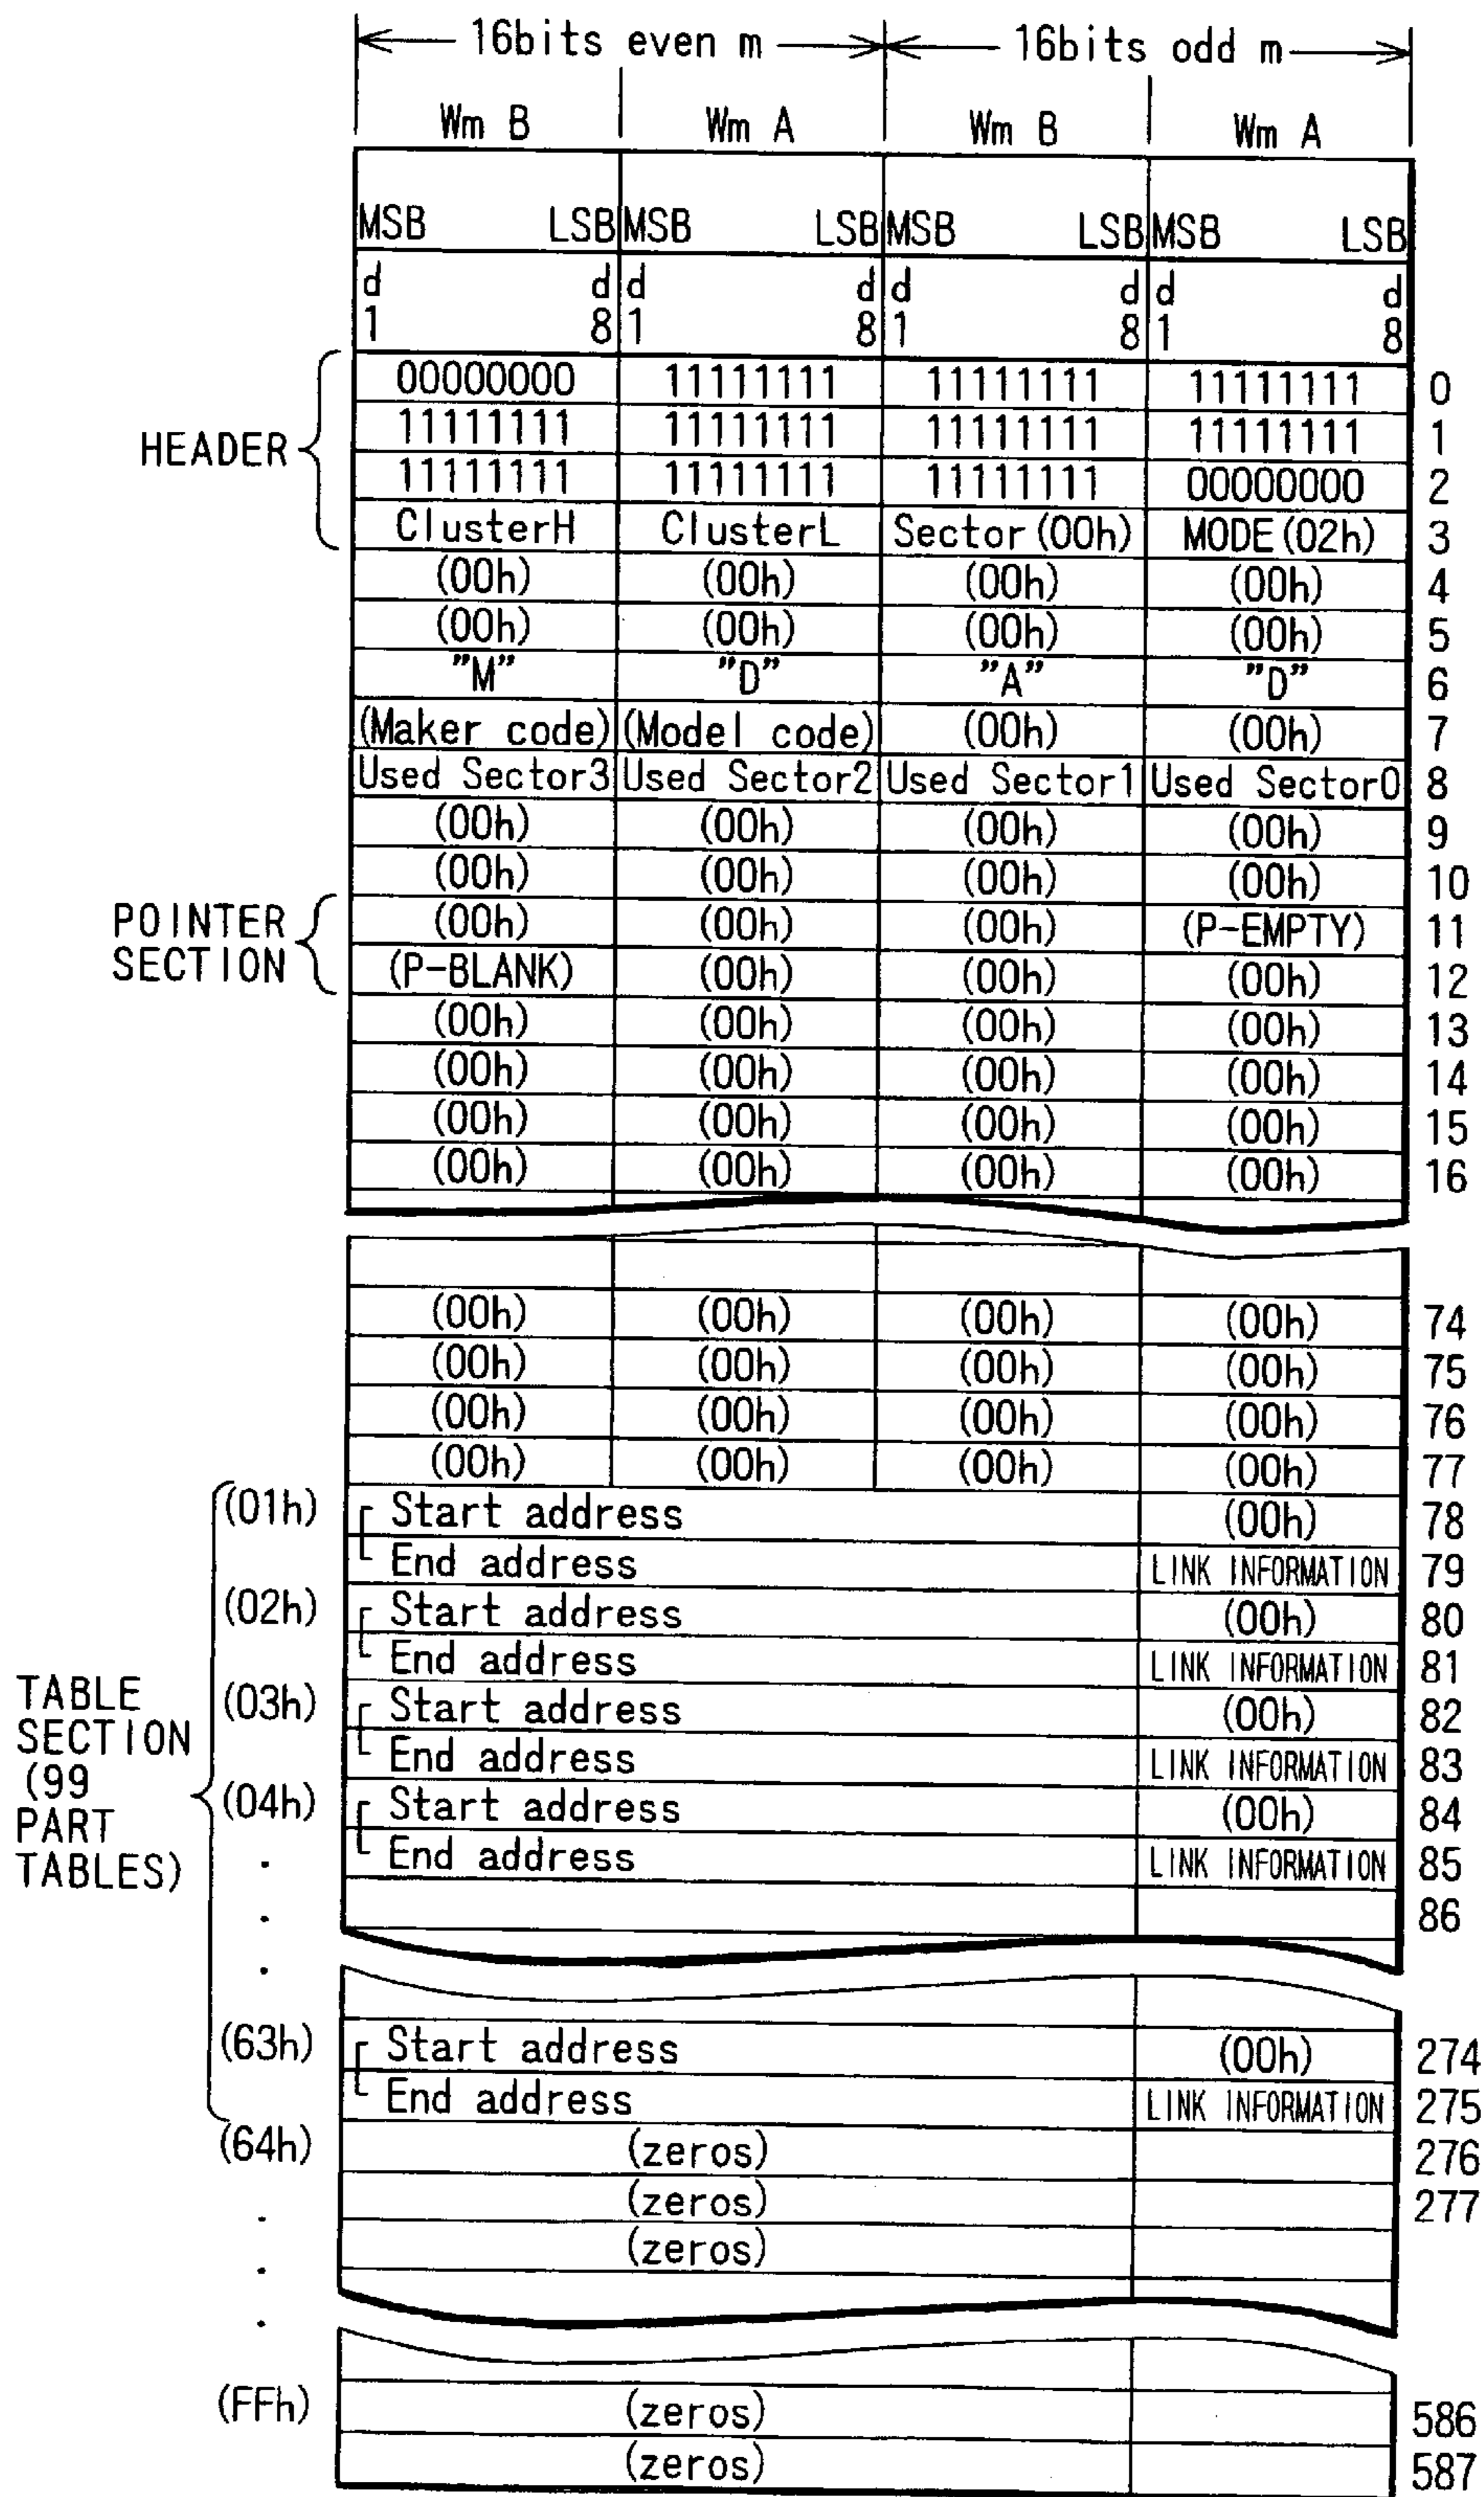 16bits even m 16bits odd m
Wm B Wm A Wm B Wm A
MSB LSB MSB LSB MSB LSB MSB LSB
d d d d d d d d
1 8 1 8 1 8 1 8
HEADER
00000000 11111111 11111111 11111111 0
11111111 11111111 11111111 11111111 1
11111111 11111111 11111111 00000000 2
ClusterH ClusterL Sector(00h) MODE(02h) 3
(00h) (00h) (00h) (00h) 4
(00h) (00h) (00h) (00h) 5
"M" "D" "A" "D" 6
(Maker code) (Model code) (00h) (00h) 7
Used Sector3 Used Sector2 Used Sector1 Used Sector0 8
(00h) (00h) (00h) (00h) 9
(00h) (00h) (00h) (00h) 10
POINTER
SECTION
(00h) (00h) (00h) (P-EMPTY) 11
(P-BLANK) (00h) (00h) (00h) 12
(00h) (00h) (00h) (00h) 13
(00h) (00h) (00h) (00h) 14
(00h) (00h) (00h) (00h) 15
(00h) (00h) (00h) (00h) 16
(00h) (00h) (00h) (00h) 74
(00h) (00h) (00h) (00h) 75
(00h) (00h) (00h) (00h) 76
(00h) (00h) (00h) (00h) 77
TABLE
SECTION
(99
PART
TABLES)
(01h) Start address (00h) 78
End address LINK INFORMATION 79
(02h) Start address (00h) 80
End address LINK INFORMATION 81
(03h) Start address (00h) 82
End address LINK INFORMATION 83
(04h) Start address (00h) 84
End address LINK INFORMATION 85
86
(63h) Start address (00h) 274
End address LINK INFORMATION 275
(64h) (zeros) 276
(zeros) 277
(zeros)
(FFh) (zeros) 586
(zeros) 587